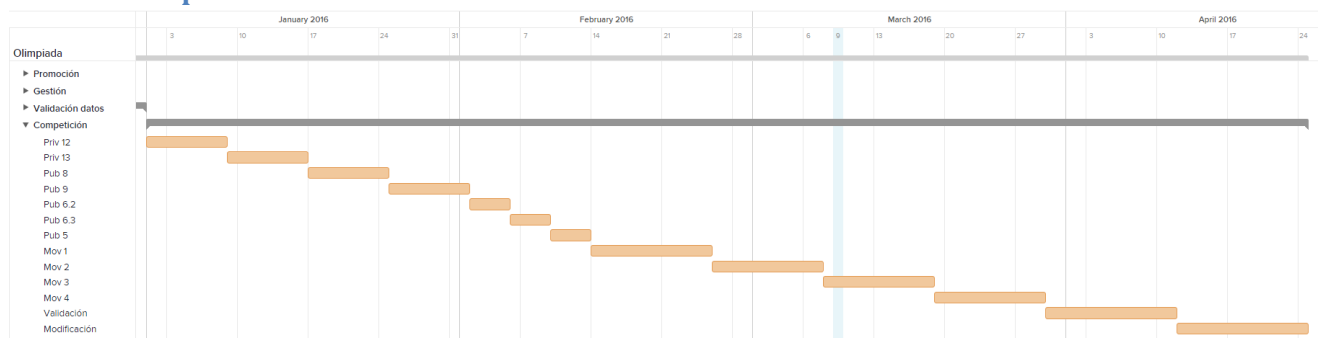 January 2016 February 2016 March 2016 April 2016
3 10 17 24 31 7 14 21 28 6 9 13 20 27 3 10 17 24
Olimpiada
Promoción
Gestión
Validación datos
Competición
Priv 12
Priv 13
Pub 8
Pub 9
Pub 6.2
Pub 6.3
Pub 5
Mov 1
Mov 2
Mov 3
Mov 4
Validación
Modificación